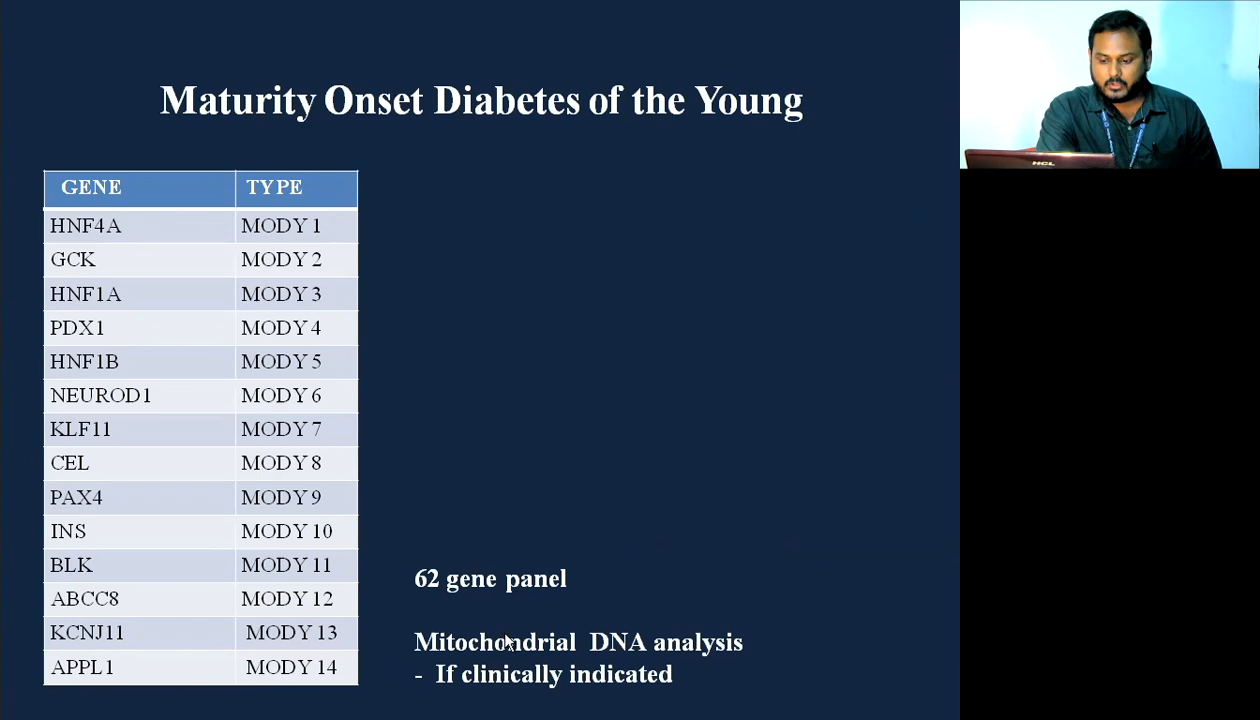 Maturity Onset Diabetes of the Young
GENE TYPE
HNF4A MODY 1
GCK MODY 2
HNF1A MODY 3
PDX1 MODY 4
HNF1B MODY 5
NEUROD1 MODY 6
KLF11 MODY 7
CEL MODY 8
PAX4 MODY 9
INS MODY 10
BLK MODY 11
ABCC8 MODY 12
KCNJ11 MODY 13
APPL1 MODY 14
62 gene panel
Mitochondrial DNA analysis
- If clinically indicated
HCL